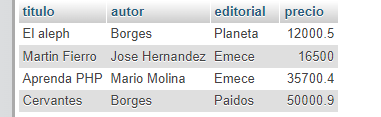 titulo autor editorial precio
El aleph Borges Planeta 12000.5
Martin Fierro Jose Hernandez Emece 16500
Aprenda PHP Mario Molina Emece 35700.4
Cervantes Borges Paidos 50000.9